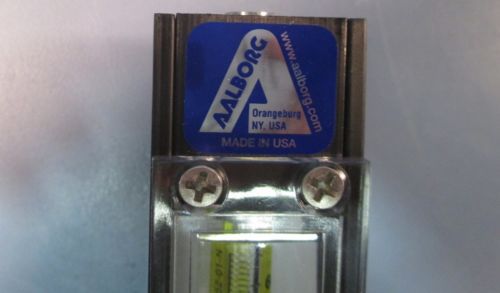 AALBORG
www.aalborg.com
Orangeburg
NY, USA
MADE IN USA